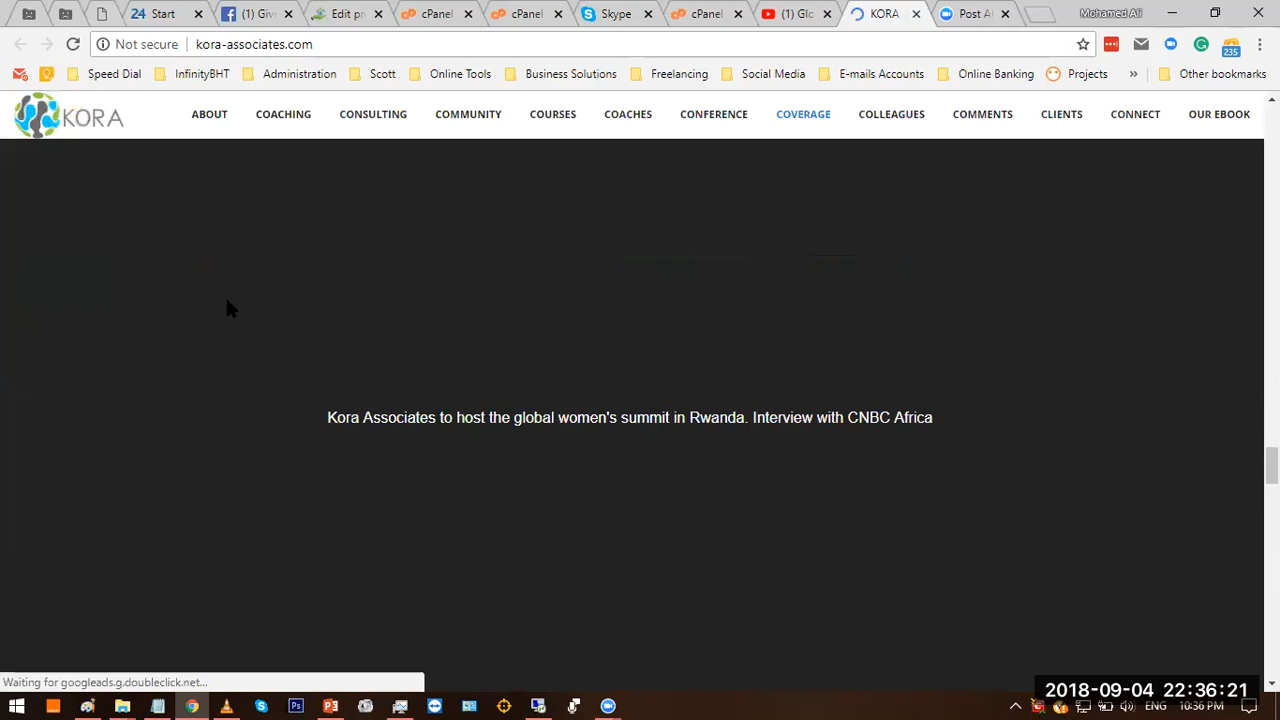 24 Start
(1) Giv
Edit pr
cPanel
cPanel
Skype
cPanel
(1) Glo
KORA
Post A
Mohamed Ali
Not secure kora-associates.com
235
Speed Dial
InfinityBHT
Administration
Scott
Online Tools
Business Solutions
Freelancing
Social Media
E-mails Accounts
Online Banking
Projects
»
Other bookmarks
KORA
ABOUT
COACHING
CONSULTING
COMMUNITY
COURSES
COACHES
CONFERENCE
COVERAGE
COLLEAGUES
COMMENTS
CLIENTS
CONNECT
OUR EBOOK
Kora Associates to host the global women's summit in Rwanda. Interview with CNBC Africa
Waiting for googleads.g.doubleclick.net...
2018-09-04 22:36:21
ENG
10:36 PM